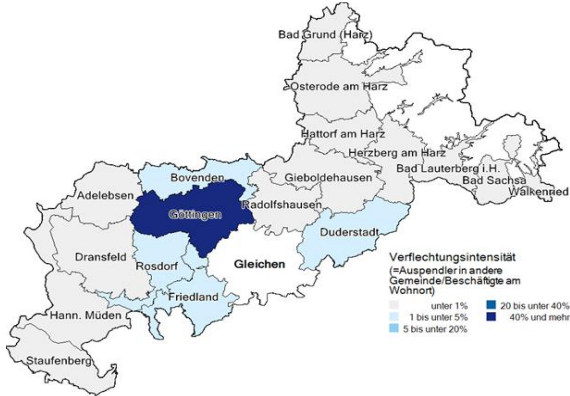 Bad Grund (Harz)
Osterode am Harz
Hattorf am Harz
Herzberg am Harz
Bad Lauterberg i.H.
Bad Sachsa
Walkenried
Gieboldehausen
Bovenden
Adelebsen
Göttingen
Radolfshausen
Duderstadt
Dransfeld
Rosdorf
Gleichen
Friedland
Hann. Müden
Staufenberg
Verflechtungsintensität
(=Auspendler in andere
Gemeinde/Beschäftigte am
Wohnort)
unter 1%
1 bis unter 5%
5 bis unter 20%
20 bis unter 40%
40% und mehr